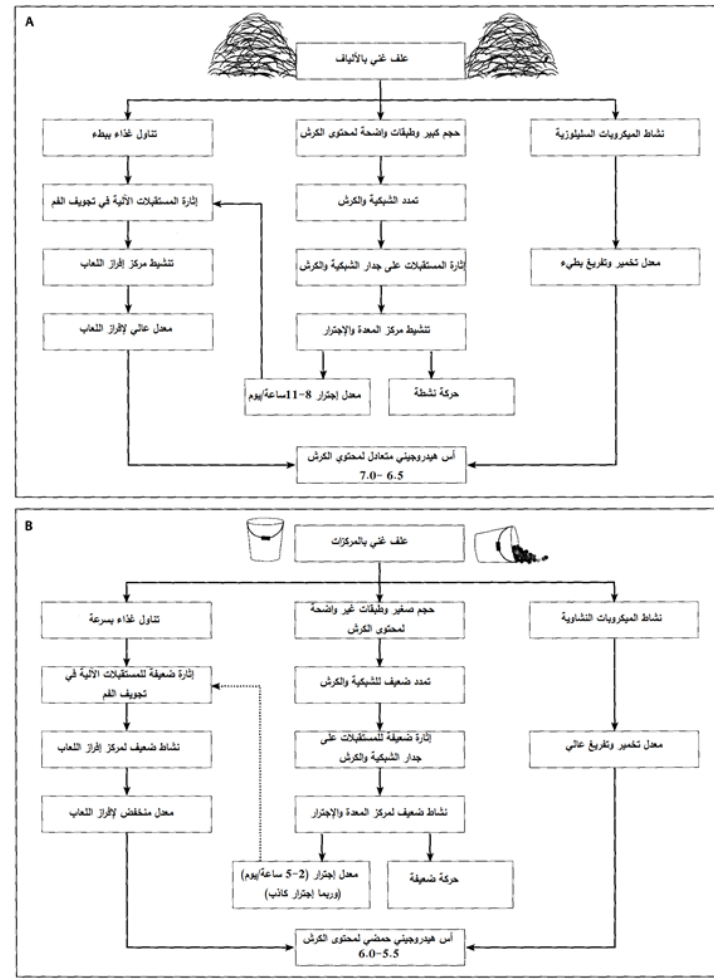 A
علف غني بالألياف
نشاط الميكروبات السليلوزية
حجم كبير وطبقات واضحة لمحتوى الكرش
تناول غذاء ببطء
تمدد الشبكية والكرش
إثارة المستقبلات الآلية في تجويف الفم
معدل تخمير وتفريغ بطيء
إثارة المستقبلات على جدار الشبكية والكرش
تنشيط مركز إفراز اللعاب
تنشيط مركز المعدة والإجترار
معدل عالي لإفراز اللعاب
حركة نشطة
معدل إجترار 8-11 ساعة/يوم
أس هيدروجيني متعادل لمحتوي الكرش
6.5 -7.0
B
علف غني بالمركزات
نشاط الميكروبات النشاوية
حجم صغير وطبقات غير واضحة
لمحتوى الكرش
تناول غذاء بسرعة
تمدد ضعيف للشبكية والكرش
إثارة ضعيفة للمستقبلات الآلية في
تجويف الفم
معدل تخمير وتفريغ عالي
إثارة ضعيفة للمستقبلات على
جدار الشبكية والكرش
نشاط ضعيف لمركز إفراز اللعاب
نشاط ضعيف لمركز المعدة والإجترار
معدل منخفض لإفراز اللعاب
حركة ضعيفة
معدل إجترار (2-5 ساعة/يوم)
(وربما إجترار كاذب)
أس هيدروجيني حمضي لمحتوى الكرش
5.5-6.0